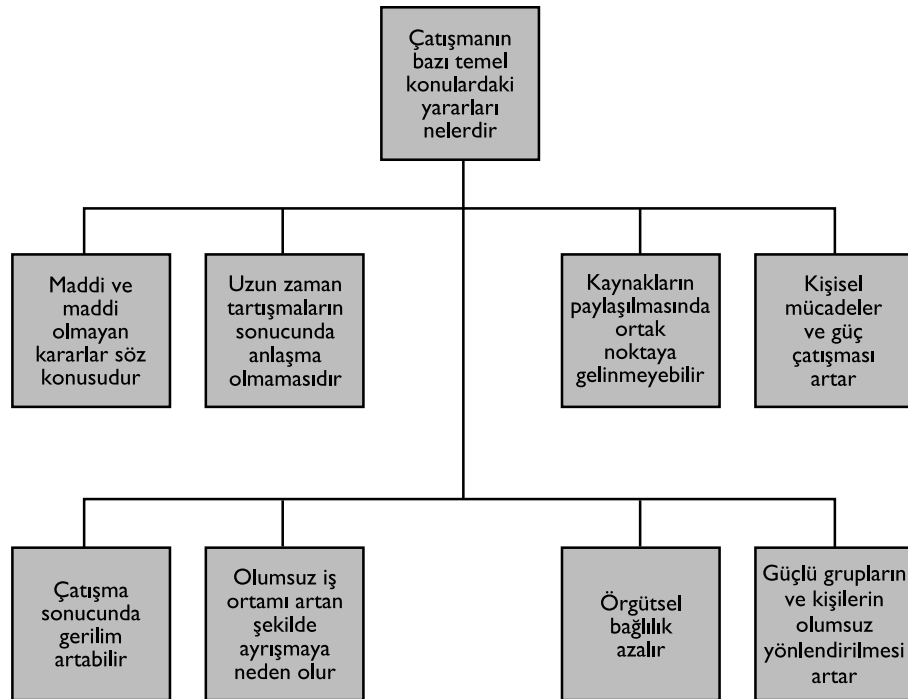 Çatışmanın
bazı temel
konulardaki
yararları
nelerdir
Maddi ve
maddi
olmayan
kararlar söz
konusudur
Uzun zaman
tartışmaların
sonucunda
anlaşma
olmamasıdır
Kaynakların
paylaşılmasında
ortak
noktaya
gelinmeyebilir
Kişisel
mücadeler
ve güç
çatışması
artar
Çatışma
sonucunda
gerilim
artabilir
Olumsuz iş
ortamı artan
şekilde
ayrışmaya
neden olur
Örgütsel
bağlılık
azalır
Güçlü grupların
ve kişilerin
olumsuz
yönlendirilmesi
artar